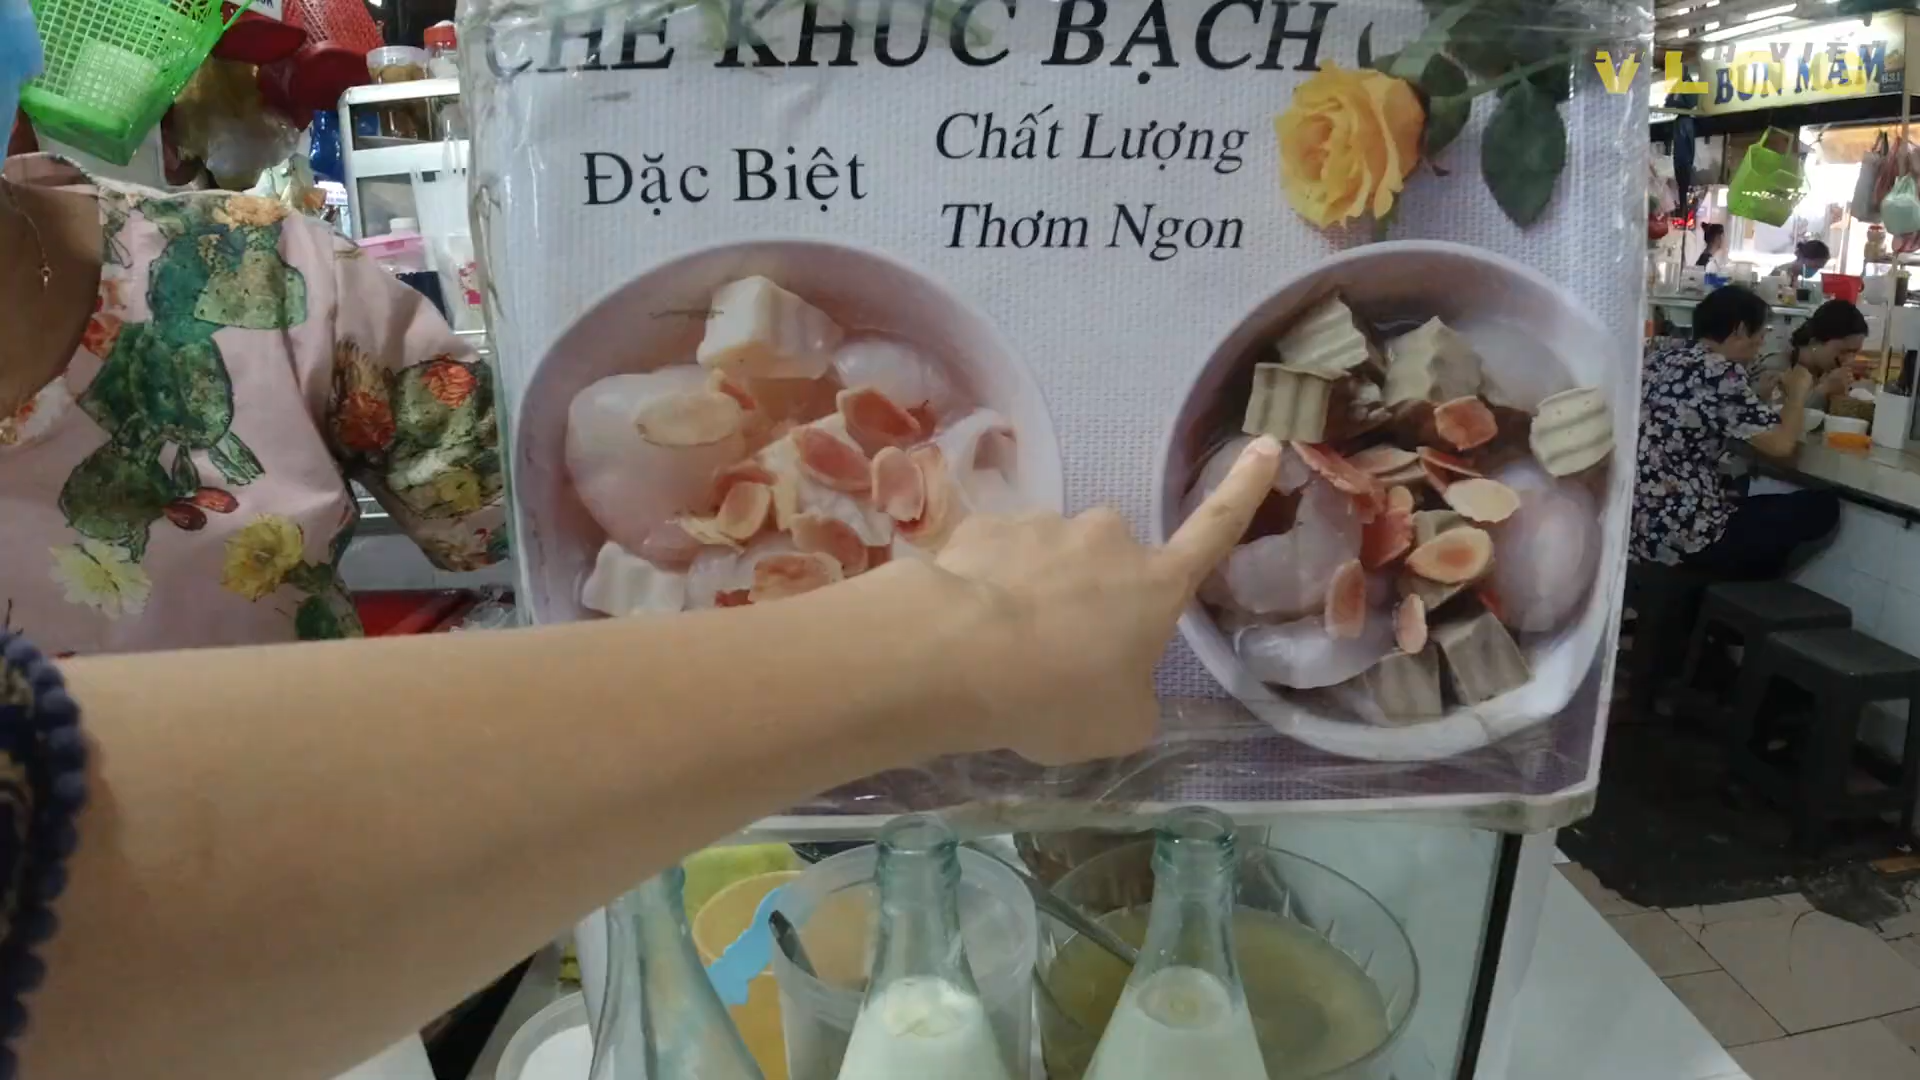 CHÈ KHÚC BẠCH
Đặc Biệt
Chất Lượng
Thơm Ngon
BÚN MẮM